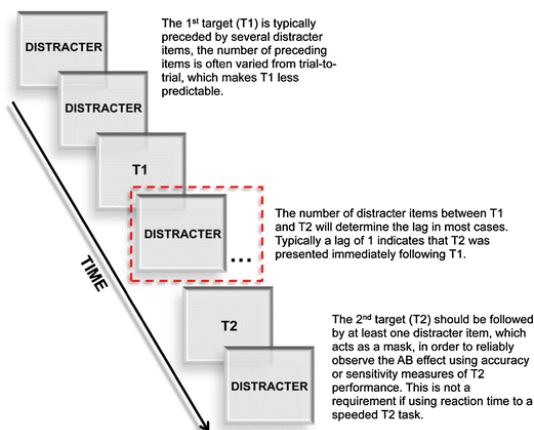 The 1st target (T1) is typically
preceded by several distracter
items, the number of preceding
items is often varied from trial-to-
trial, which makes T1 less
predictable.
DISTRACTER
DISTRACTER
T1
DISTRACTER
...
The number of distracter items between T1
and T2 will determine the lag in most cases.
Typically a lag of 1 indicates that T2 was
presented immediately following T1.
TIME
T2
The 2nd target (T2) should be followed
by at least one distracter item, which
acts as a mask, in order to reliably
observe the AB effect using accuracy
or sensitivity measures of T2
performance. This is not a
requirement if using reaction time to a
speeded T2 task.
DISTRACTER